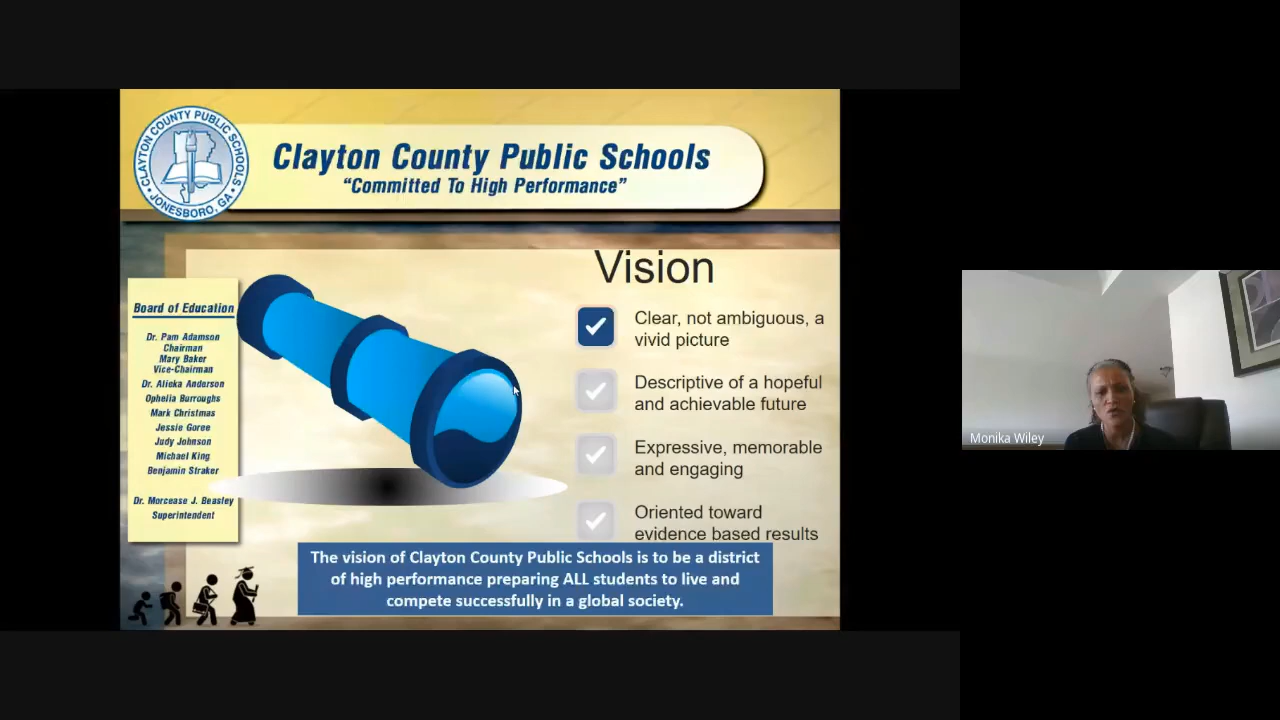 CLAYTON COUNTY PUBLIC SCHOOLS
JONESBORO, GA.
Clayton County Public Schools
“Committed To High Performance”
Board of Education
Dr. Pam Adamson
Chairman
Mary Baker
Vice-Chairman
Dr. Alieka Anderson
Ophelia Burroughs
Mark Christmas
Jessie Goree
Judy Johnson
Michael King
Benjamin Straker
Dr. Morcease J. Beasley
Superintendent
Vision
Clear, not ambiguous, a
vivid picture
Descriptive of a hopeful
and achievable future
Expressive, memorable
and engaging
Oriented toward
evidence based results
The vision of Clayton County Public Schools is to be a district
of high performance preparing ALL students to live and
compete successfully in a global society.
Monika Wiley